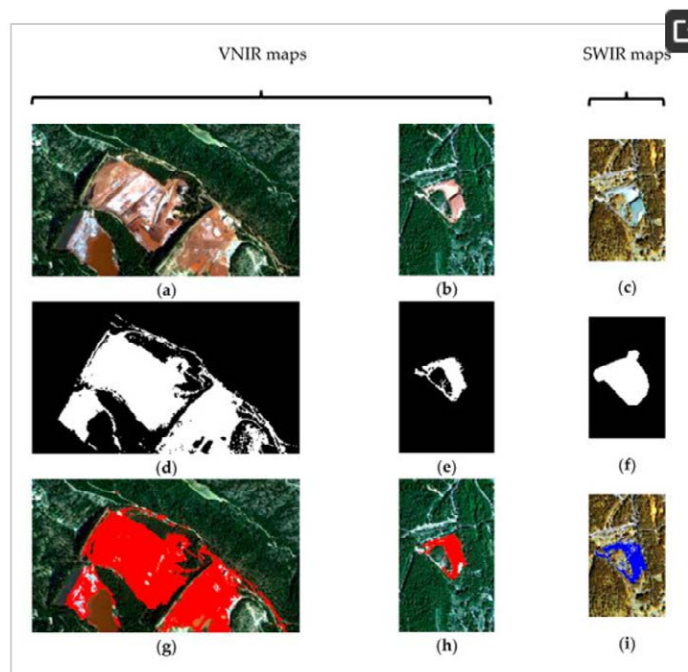 VNIR maps
SWIR maps
(a)
(b)
(c)
(d)
(e)
(f)
(g)
(h)
(i)